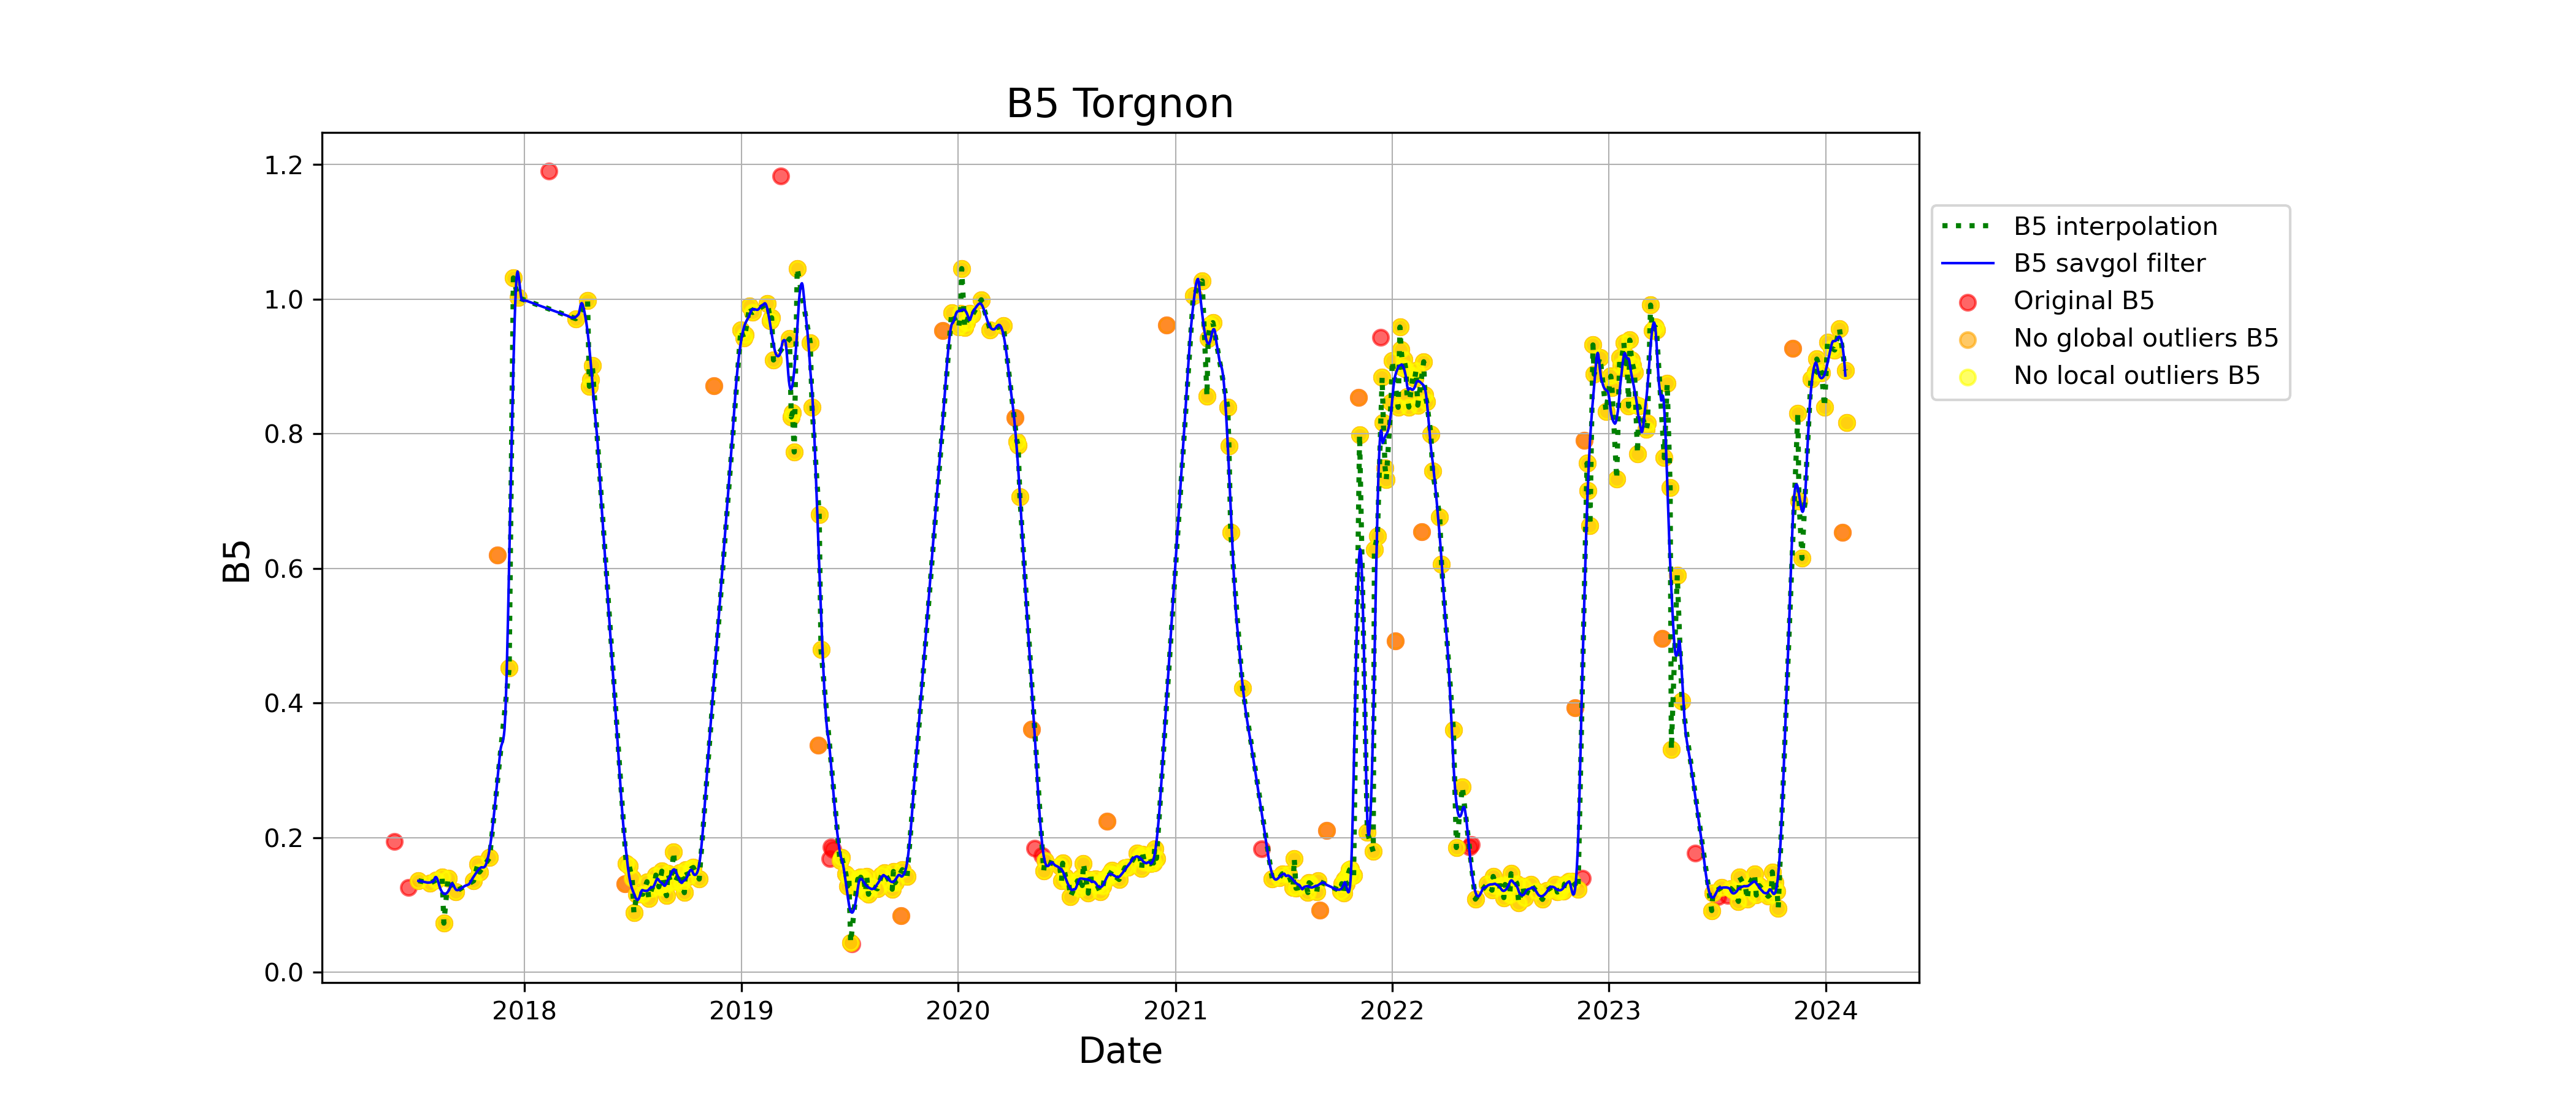 B5 Torgnon
1.2
1.0
0.8
0.6
0.4
0.2
0.0
B5
2018
2019
2020
2021
2022
2023
2024
Date
B5 interpolation
B5 savgol filter
Original B5
No global outliers B5
No local outliers B5